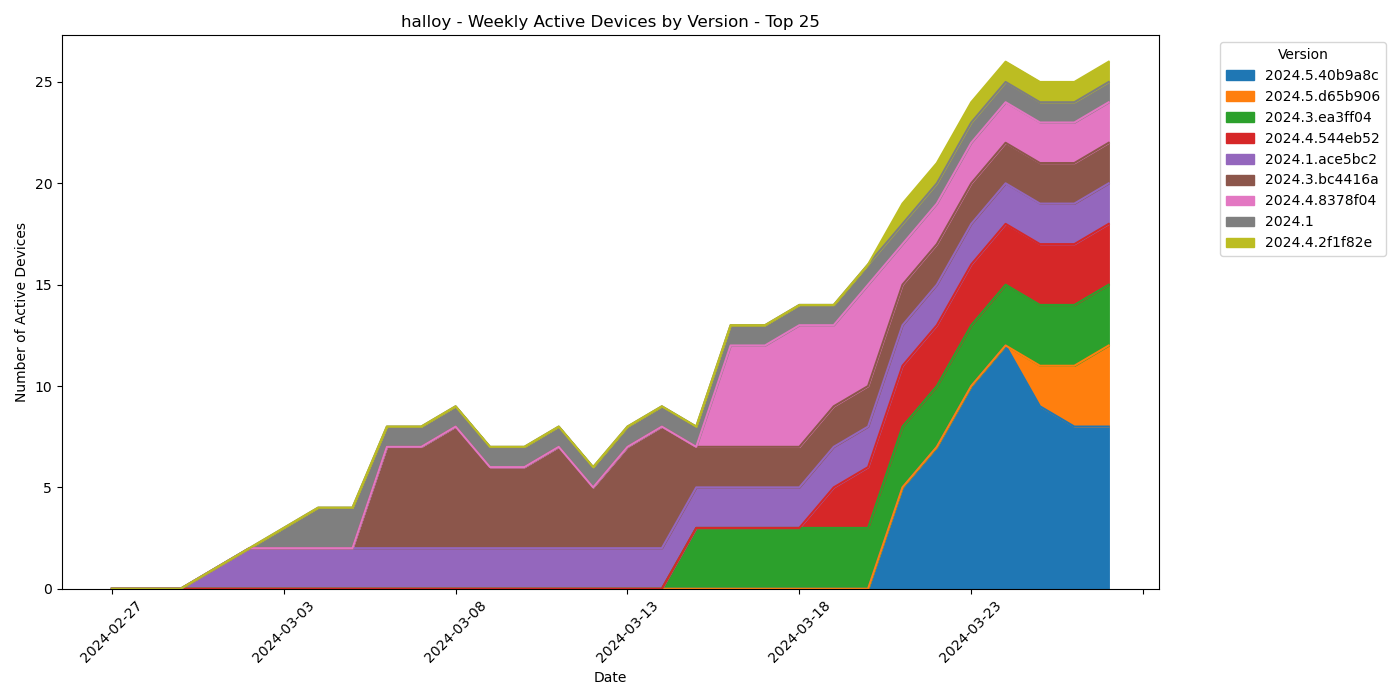 halloy - Weekly Active Devices by Version - Top 25
Version
2024.5.40b9a8c
2024.5.d65b906
2024.3.ea3ff04
2024.4.544eb52
2024.1.ace5bc2
2024.3.bc4416a
2024.4.8378f04
2024.1
2024.4.2f1f82e
Number of Active Devices
25
20
15
10
5
0
2024-02-27
2024-03-03
2024-03-08
2024-03-13
2024-03-18
2024-03-23
Date